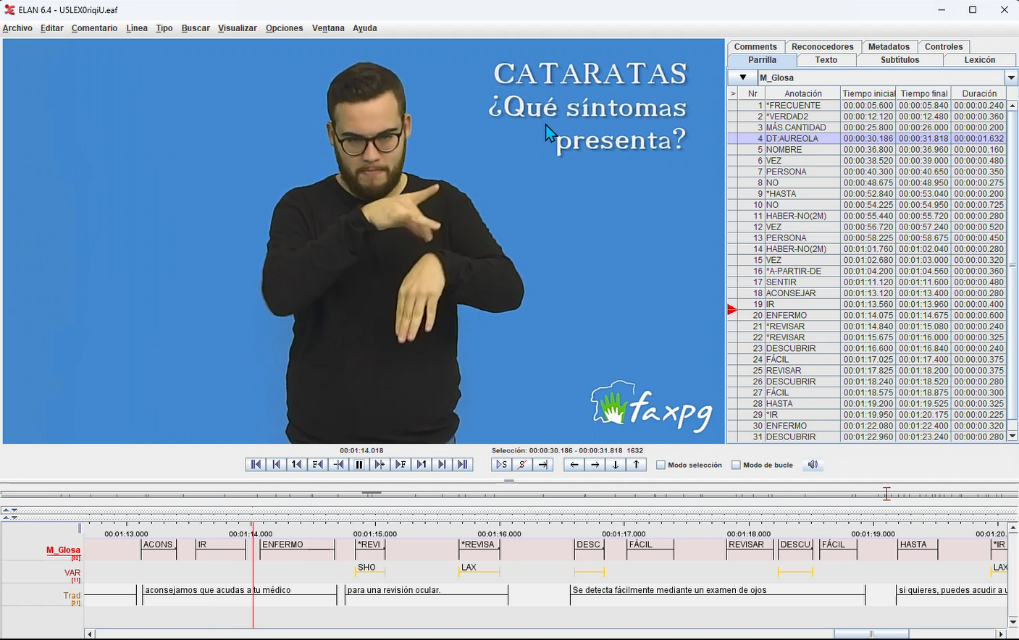 ELAN 6.4 - U5LEX0riqiU.eaf
Archivo Editar Comentario Línea Tipo Buscar Visualizar Opciones Ventana Ayuda
CATARATAS
¿Qué síntomas
presenta?
faxpg
Comments Reconocedores Metadatos Controles
Parrilla Texto Subtítulos Lexicón
M_Glosa
> Nr Anotación Tiempo inicial Tiempo final Duración
1 *FRECUENTE 00:00:05.600 00:00:05.840 00:00:00.240
2 *VERDAD2 00:00:12.120 00:00:12.480 00:00:00.360
3 MÁS CANTIDAD 00:00:25.800 00:00:26.000 00:00:00.200
4 DT:AUREOLA 00:00:30.186 00:00:31.818 00:00:01.632
5 NOMBRE 00:00:36.800 00:00:36.960 00:00:00.160
6 VEZ 00:00:38.520 00:00:39.000 00:00:00.480
7 PERSONA 00:00:40.300 00:00:40.650 00:00:00.350
8 NO 00:00:48.675 00:00:48.950 00:00:00.275
9 *HASTA 00:00:52.840 00:00:53.040 00:00:00.200
10 NO 00:00:54.225 00:00:54.950 00:00:00.725
11 HABER-NO(2M) 00:00:55.440 00:00:55.720 00:00:00.280
12 VEZ 00:00:56.720 00:00:57.240 00:00:00.520
13 PERSONA 00:00:58.225 00:00:58.675 00:00:00.450
14 HABER-NO(2M) 00:01:01.760 00:01:02.040 00:00:00.280
15 VEZ 00:01:02.680 00:01:03.000 00:00:00.320
16 *A-PARTIR-DE 00:01:04.200 00:01:04.560 00:00:00.360
17 SENTIR 00:01:11.120 00:01:11.600 00:00:00.480
18 ACONSEJAR 00:01:13.120 00:01:13.400 00:00:00.280
19 IR 00:01:13.560 00:01:13.960 00:00:00.400
20 ENFERMO 00:01:14.075 00:01:14.675 00:00:00.600
21 *REVISAR 00:01:14.840 00:01:15.080 00:00:00.240
22 *REVISAR 00:01:15.675 00:01:16.000 00:00:00.325
23 DESCUBRIR 00:01:16.600 00:01:16.840 00:00:00.240
24 FÁCIL 00:01:17.025 00:01:17.400 00:00:00.375
25 REVISAR 00:01:17.825 00:01:18.200 00:00:00.375
26 DESCUBRIR 00:01:18.240 00:01:18.520 00:00:00.280
27 FÁCIL 00:01:18.575 00:01:18.875 00:00:00.300
28 HASTA 00:01:19.200 00:01:19.525 00:00:00.325
29 *IR 00:01:19.950 00:01:20.175 00:00:00.225
30 ENFERMO 00:01:22.080 00:01:22.400 00:00:00.320
31 DESCUBRIR 00:01:22.960 00:01:23.240 00:00:00.280
00:01:14.018 Selección: 00:00:30.186 - 00:00:31.818 1632
Modo selección Modo de bucle
00:01:13.000 00:01:14.000 00:01:15.000 00:01:16.000 00:01:17.000 00:01:18.000 00:01:19.000 00:01:20.
M_Glosa ACONS. IR ENFERMO *REVI *REVISA. DESC FÁCIL REVISAR DESCU FÁCIL HASTA *IR
VAR SHO LAX LAX
Trad aconsejamos que acudas a tu médico para una revisión ocular. Se detecta fácilmente mediante un examen de ojos si quieres, puedes acudir a u